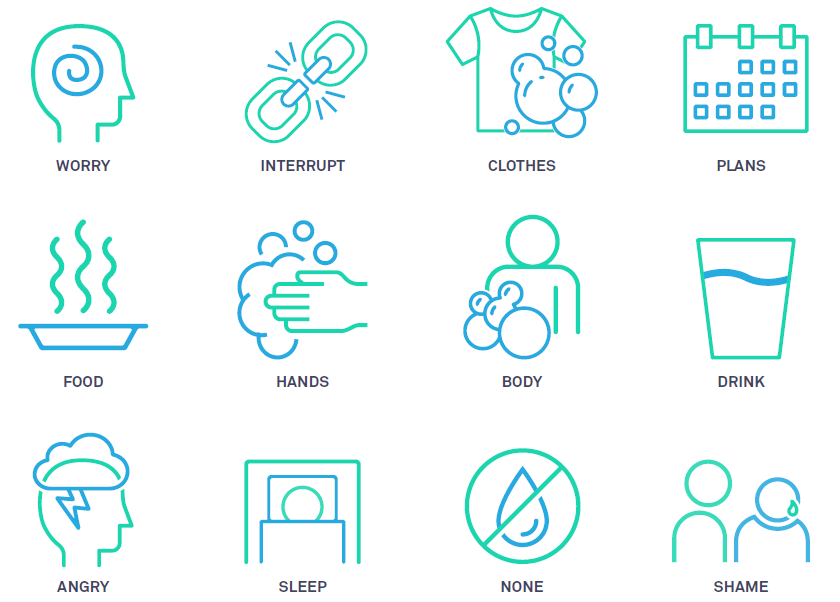 WORRY
INTERRUPT
CLOTHES
PLANS
FOOD
HANDS
BODY
DRINK
ANGRY
SLEEP
NONE
SHAME